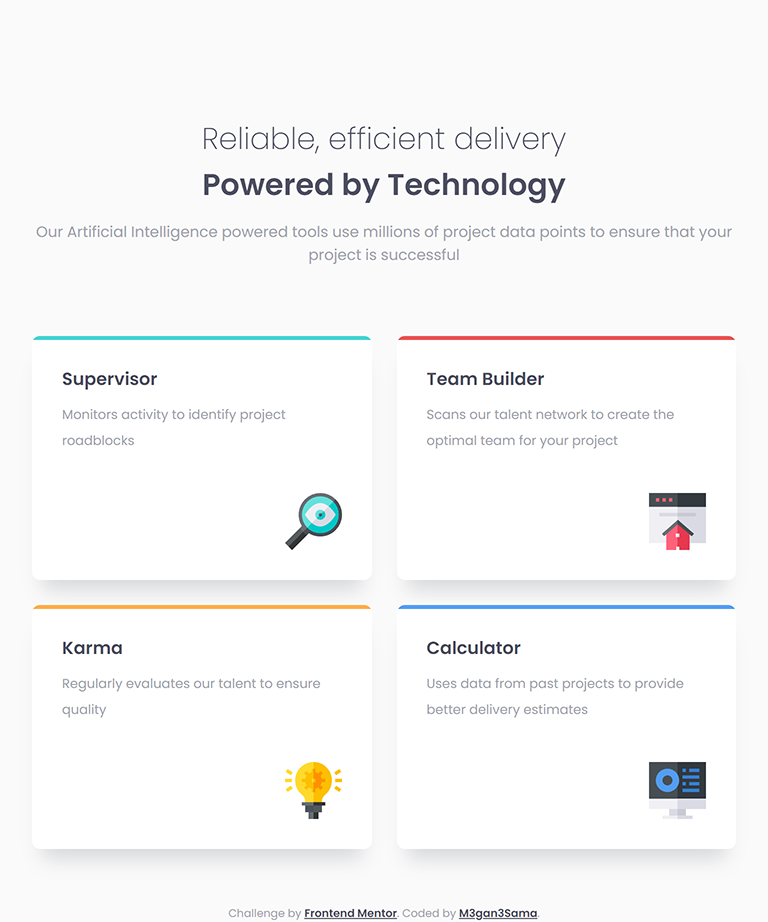 Reliable, efficient delivery
Powered by Technology
Our Artificial Intelligence powered tools use millions of project data points to ensure that your
project is successful
Supervisor
Monitors activity to identify project
roadblocks
Team Builder
Scans our talent network to create the
optimal team for your project
Karma
Regularly evaluates our talent to ensure
quality
Calculator
Uses data from past projects to provide
better delivery estimates
Challenge by Frontend Mentor. Coded by M3gan3Sama.